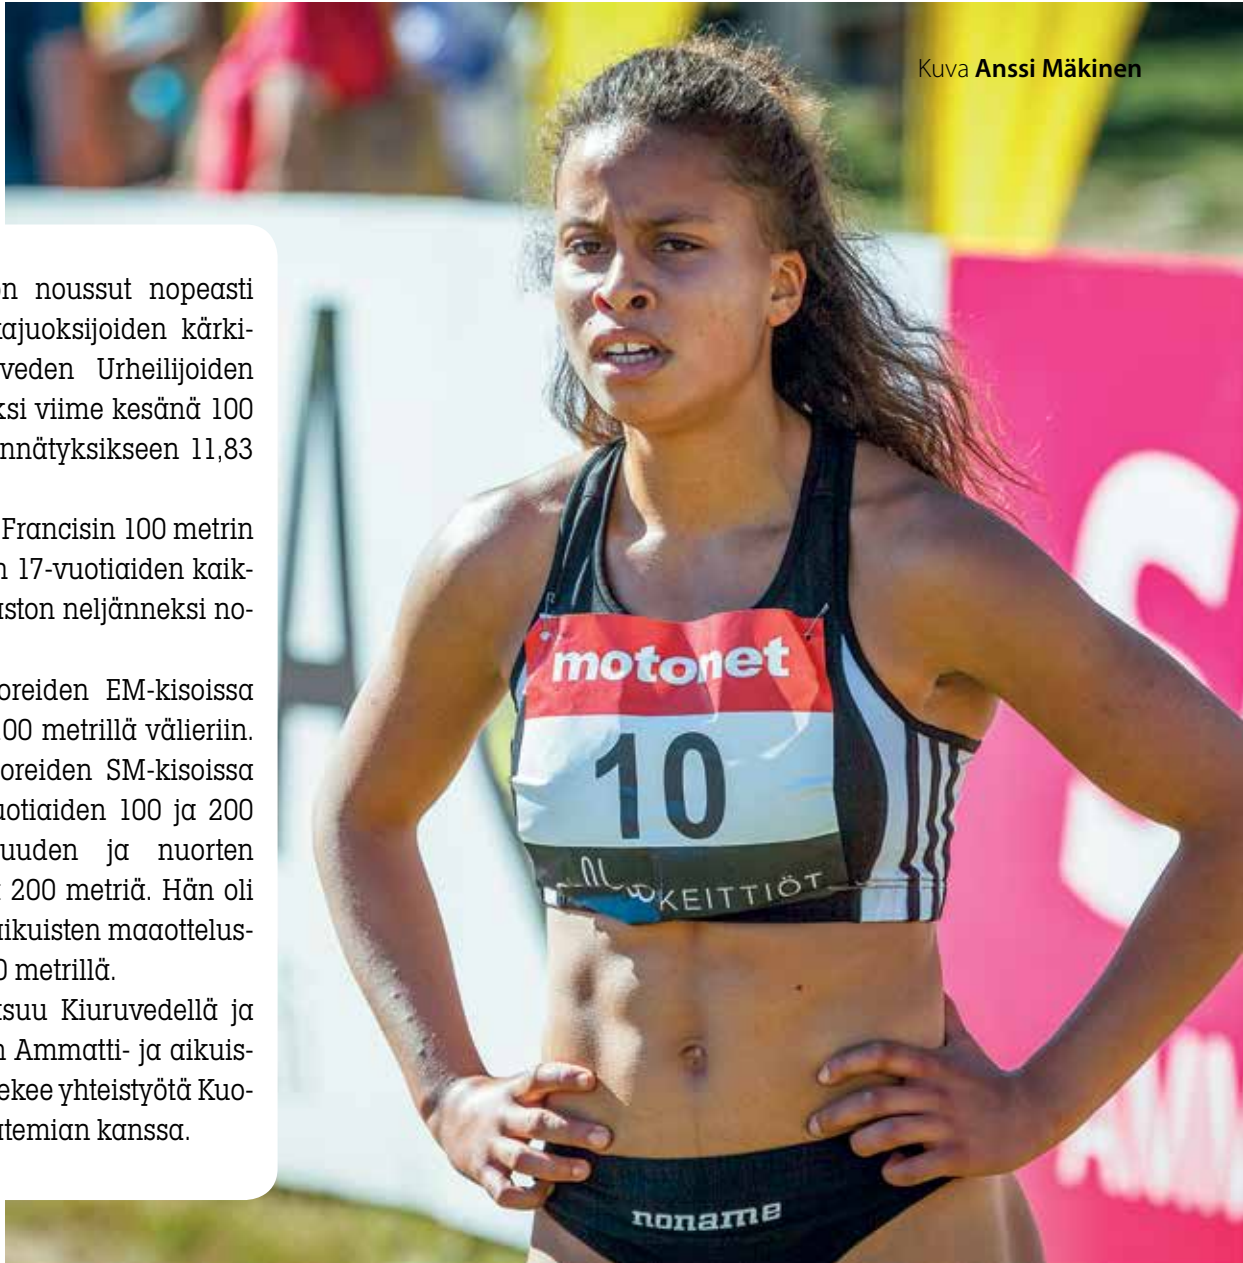 Kuva Anssi Mäkinen
n noussut nopeasti
ajuoksijoiden kärki-
veden Urheilijoiden
ksi viime kesänä 100
nnätyksikseen 11,83
Francisin 100 metrin
n 17-vuotiaiden kaik-
aston neljänneksi no-
oreiden EM-kisoissa
00 metrillä välieriin.
oreiden SM-kisoissa
uotiaiden 100 ja 200
uuden ja nuorten
200 metriä. Hän oli
aikuisten maaottelus-
0 metrillä.
suu Kiuruvedellä ja
n Ammatti- ja aikuis-
ekee yhteistyötä Kuo-
temian kanssa.
motonet
10
KEITTIÖT
noname
A
S